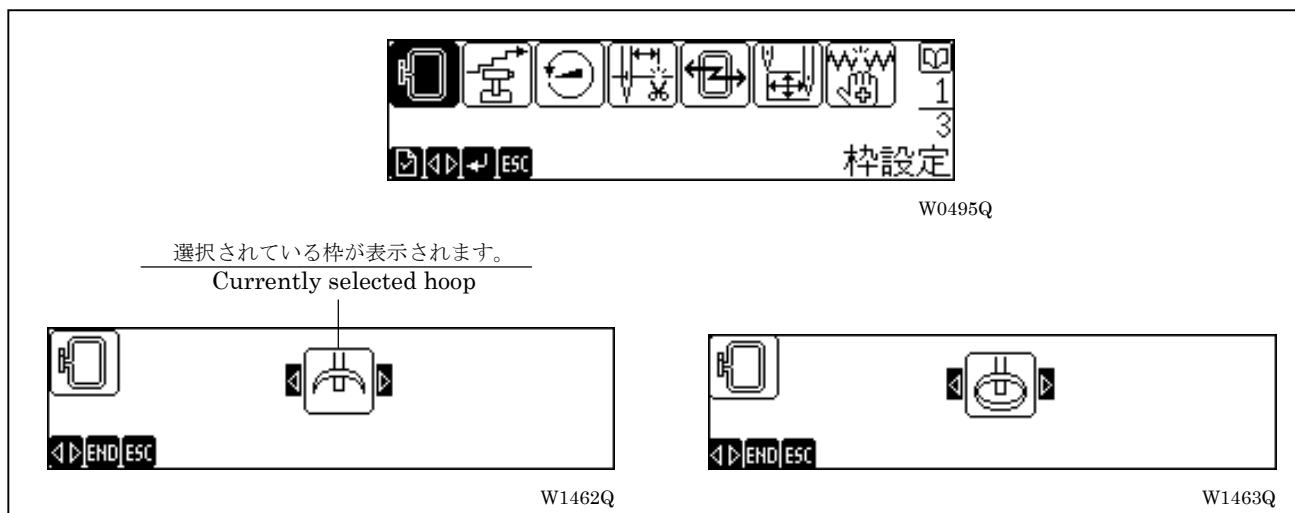 1
3
ESC
枠設定
W0495Q
選択されている枠が表示されます。
Currently selected hoop
END ESC
W1462Q
END ESC
W1463Q